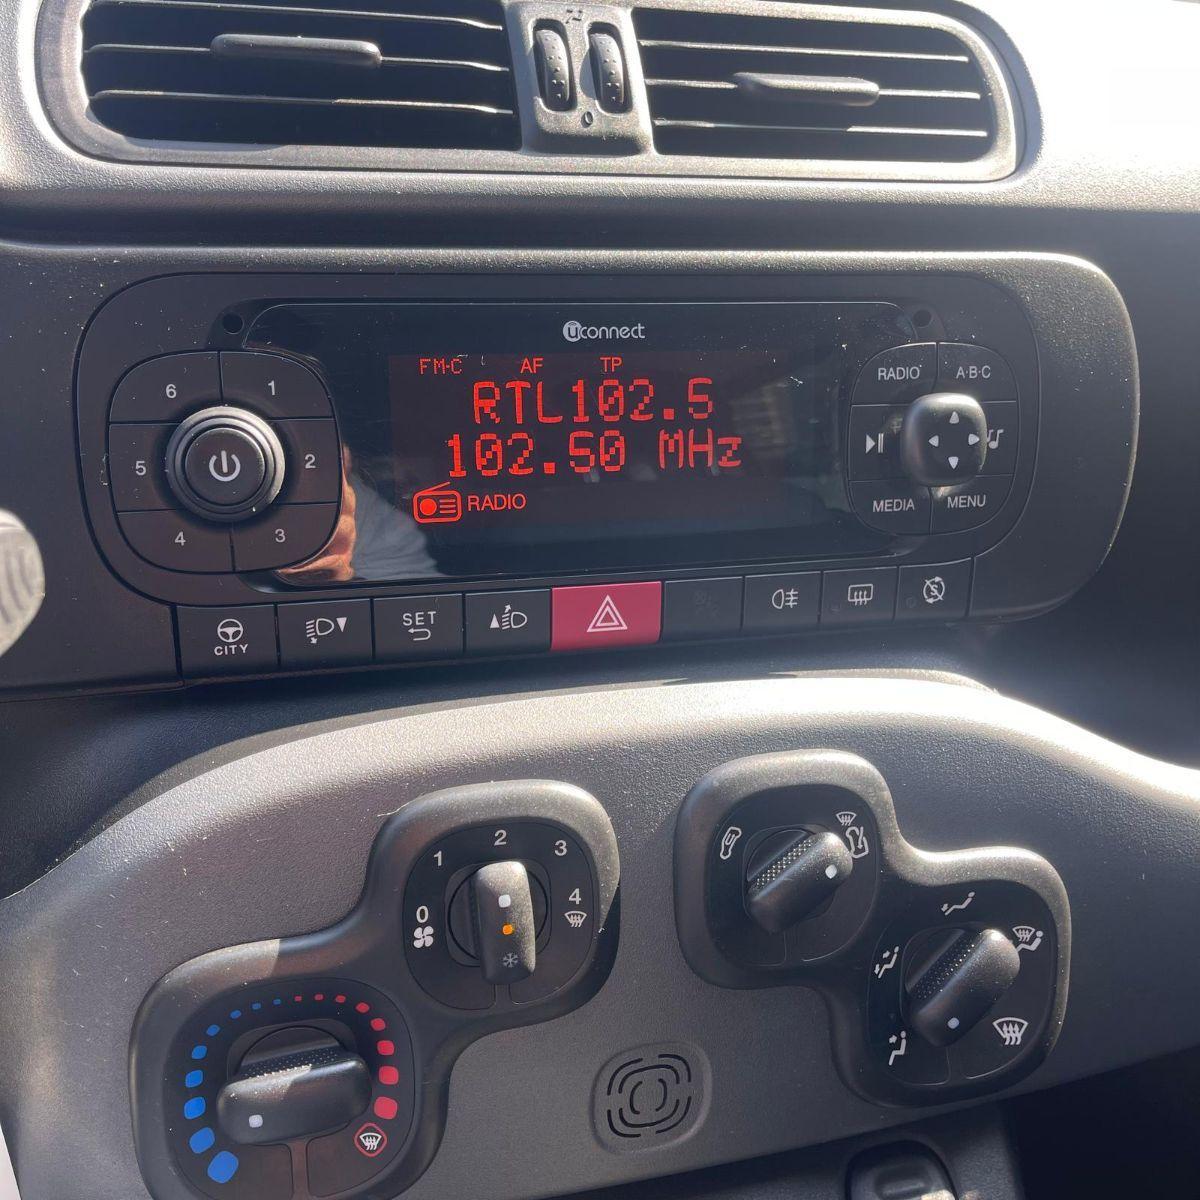 uconnect
FM-C AF TP
RTL102.5
102.50 MHz
RADIO
6 1
5 2
4 3
RADIO A·B·C
MEDIA MENU
CITY
SET
0 1 2 3 4